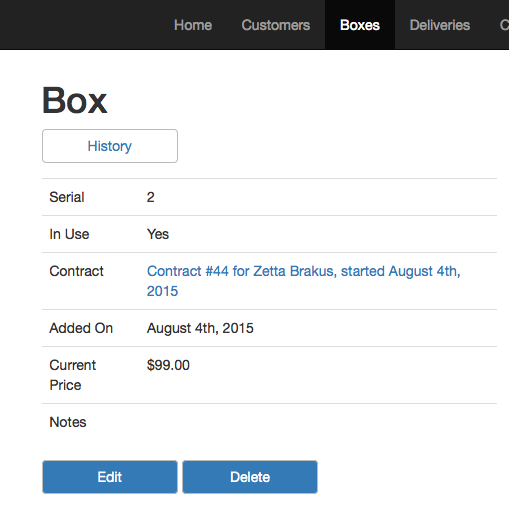 Home Customers Boxes Deliveries C
Box
History
Serial 2
In Use Yes
Contract Contract #44 for Zetta Brakus, started August 4th,
2015
Added On August 4th, 2015
Current $99.00
Price
Notes
Edit Delete